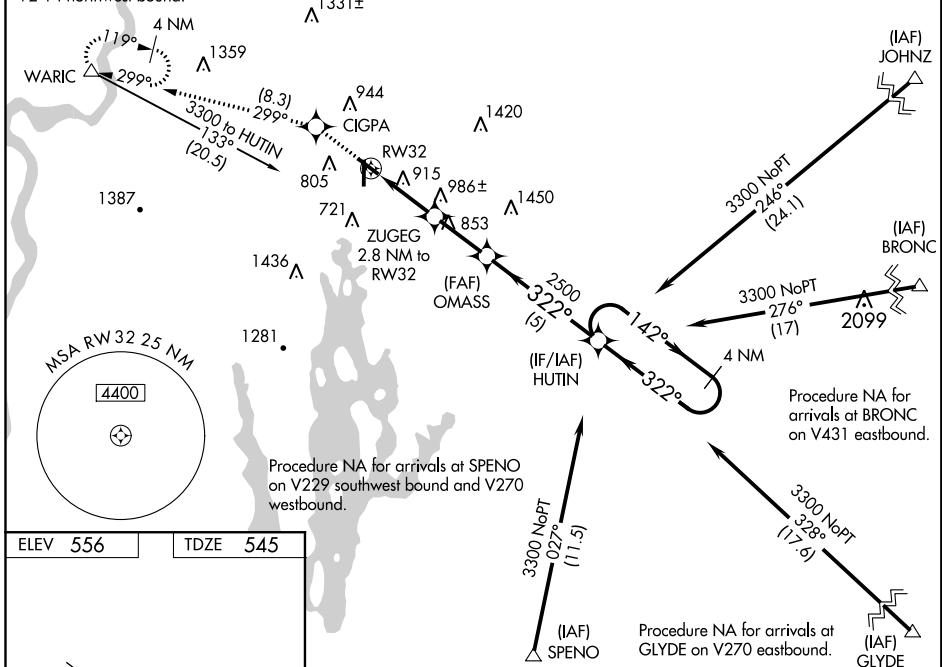 1331±
4 NM
119°
1359
WARIC
299°
(8.3)
299°
944
CIGPA
3300 to HUTIN
133°
(20.5)
1420
RW32
805
915
986±
1450
1387
721
853
ZUGEG
2.8 NM to
RW32
(FAF)
OMASS
1436
2500
322°
(5)
1281
(IF/IAF)
HUTIN
142°
322°
4 NM
(IAF)
JOHNZ
3300 NoPT
246°
(24.1)
(IAF)
BRONC
3300 NoPT
276°
(17)
2099
Procedure NA for
arrivals at BRONC
on V431 eastbound.
MSA RW 32 25 NM
4400
Procedure NA for arrivals at SPENO
on V229 southwest bound and V270
westbound.
3300 NoPT
027°
(11.5)
(IAF)
SPENO
3300 NoPT
328°
(17.6)
(IAF)
GLYDE
Procedure NA for arrivals at
GLYDE on V270 eastbound.
ELEV 556
TDZE 545